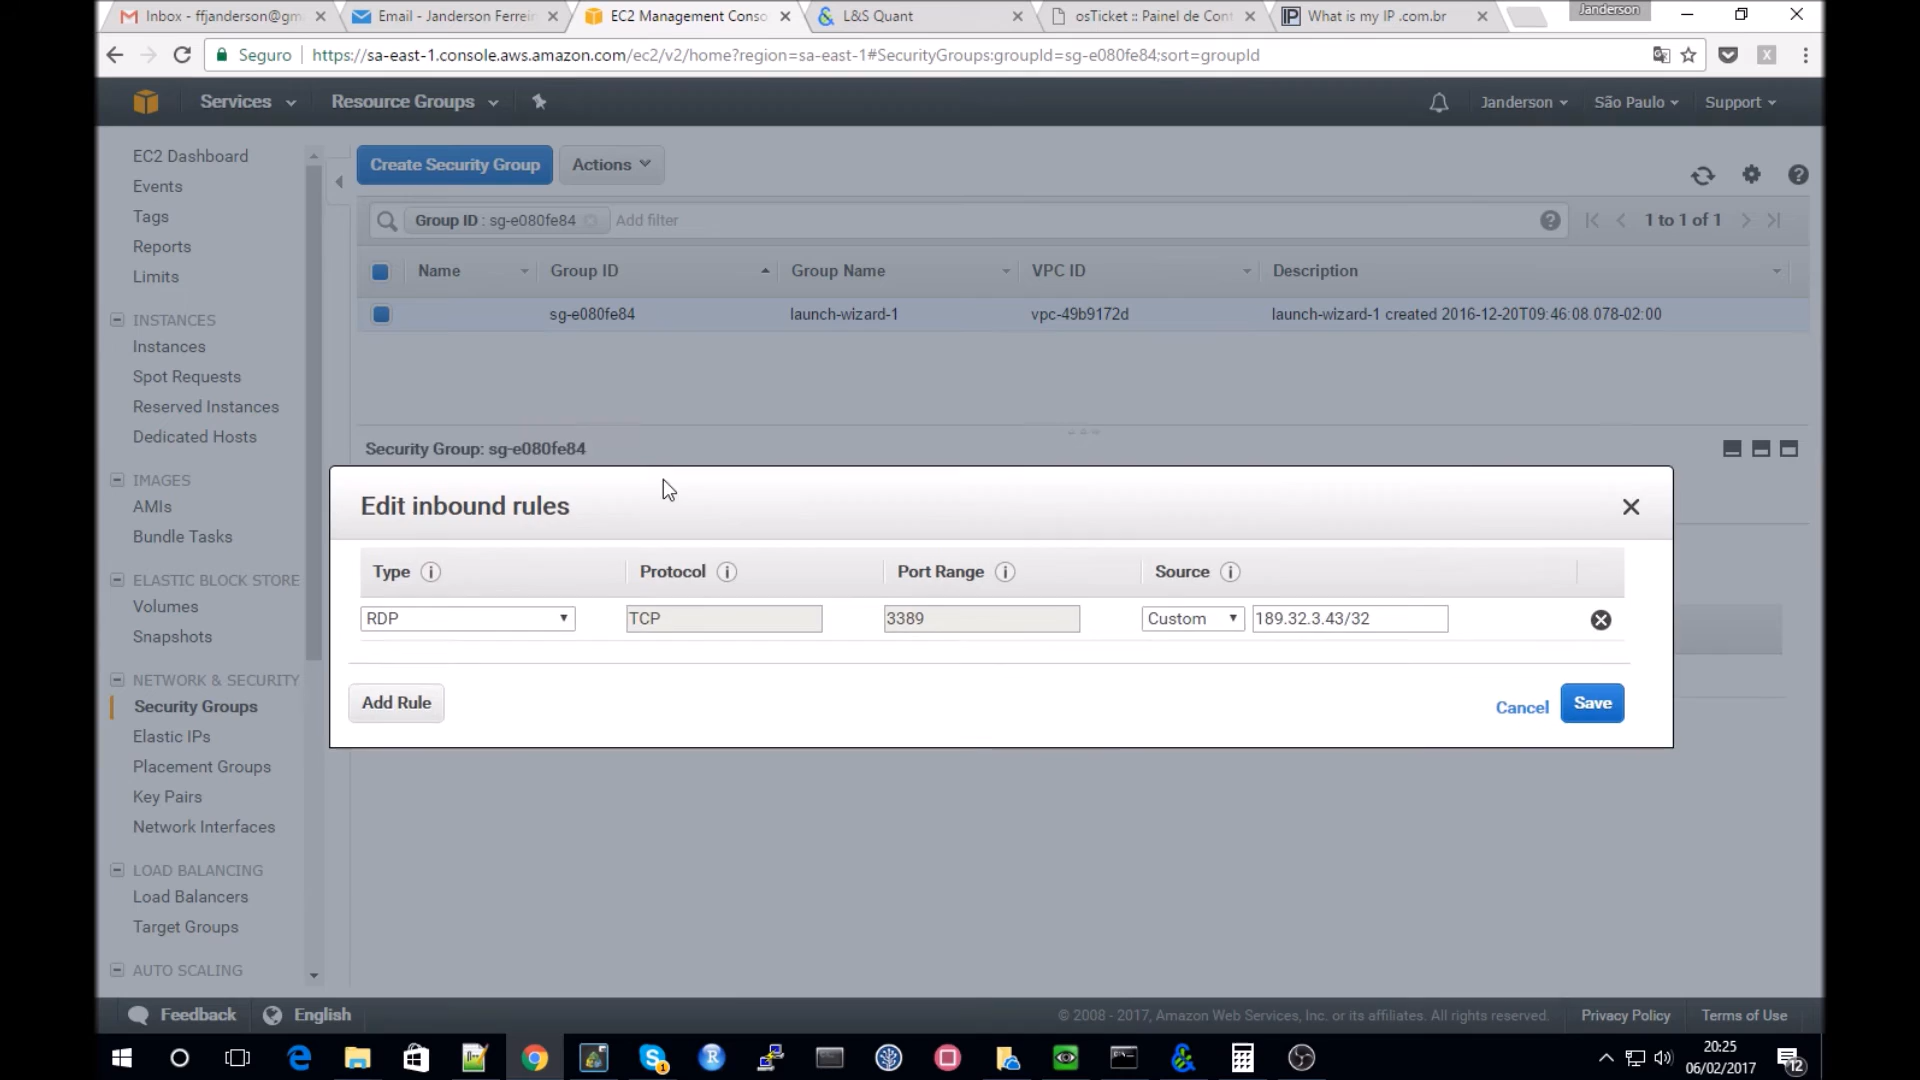 Inbox - ffjanderson@gm
Email - Janderson Ferrein
EC2 Management Conso
L&S Quant
osTicket :: Painel de Cont
What is my IP .com.br
Janderson
Seguro
https://sa-east-1.console.aws.amazon.com/ec2/v2/home?region=sa-east-1#SecurityGroups:groupId=sg-e080fe84;sort=groupId
Services
Resource Groups
Janderson
São Paulo
Support
EC2 Dashboard
Events
Tags
Reports
Limits
INSTANCES
Instances
Spot Requests
Reserved Instances
Dedicated Hosts
IMAGES
AMIs
Bundle Tasks
ELASTIC BLOCK STORE
Volumes
Snapshots
NETWORK & SECURITY
Security Groups
Elastic IPs
Placement Groups
Key Pairs
Network Interfaces
LOAD BALANCING
Load Balancers
Target Groups
AUTO SCALING
Create Security Group
Actions
Group ID : sg-e080fe84
Add filter
1 to 1 of 1
Name
Group ID
Group Name
VPC ID
Description
sg-e080fe84
launch-wizard-1
vpc-49b9172d
launch-wizard-1 created 2016-12-20T09:46:08.078-02:00
Security Group: sg-e080fe84
Edit inbound rules
Type
Protocol
Port Range
Source
RDP
TCP
3389
Custom
189.32.3.43/32
Add Rule
Cancel
Save
Feedback
English
© 2008 - 2017, Amazon Web Services, Inc. or its affiliates. All rights reserved.
Privacy Policy
Terms of Use
20:25
06/02/2017
12